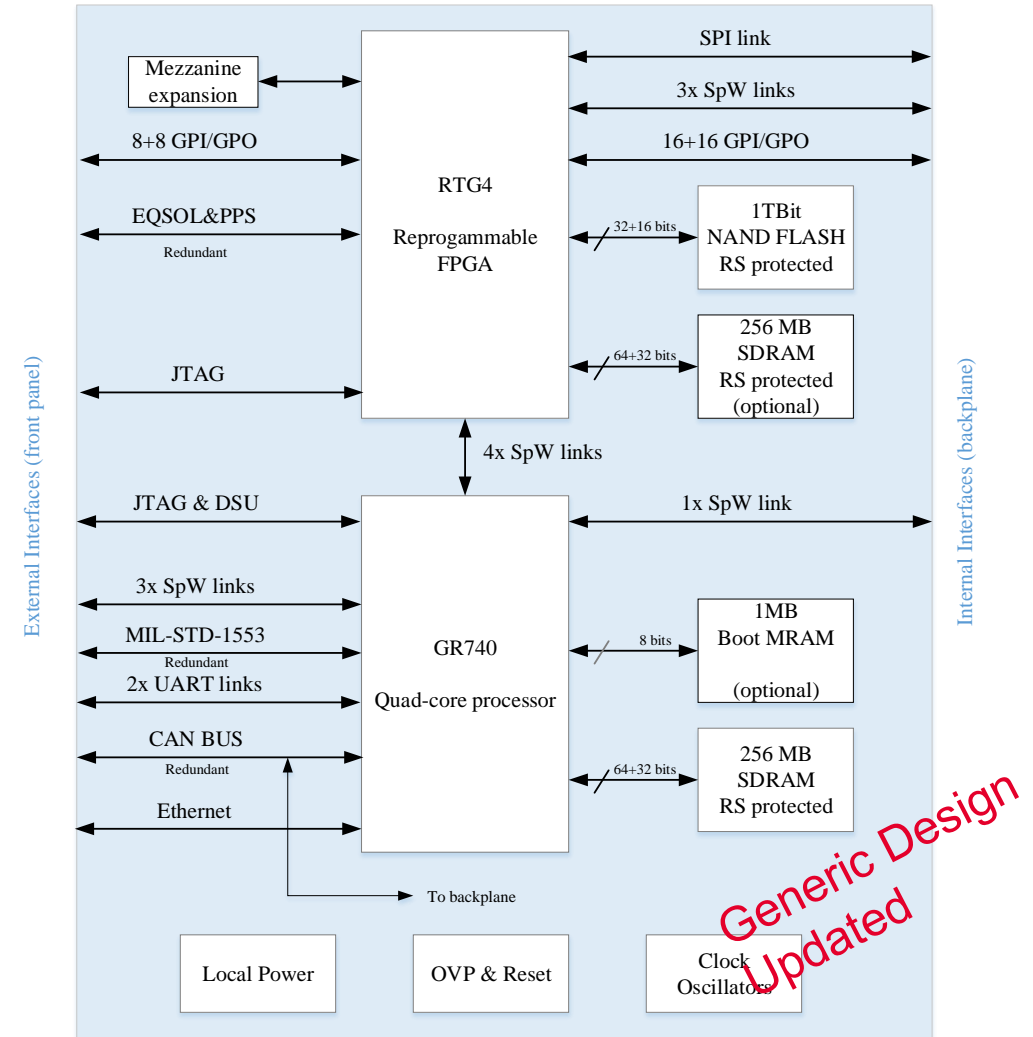 SPI link
Mezzanine
expansion
3x SpW links
8+8 GPI/GPO
16+16 GPI/GPO
RTG4
Reprogammable
FPGA
EQSOL&PPS
Redundant
32+16 bits
1TBit
NAND FLASH
RS protected
64+32 bits
256 MB
SDRAM
RS protected
(optional)
JTAG
External Interfaces (front panel)
Internal Interfaces (backplane)
4x SpW links
JTAG & DSU
1x SpW link
3x SpW links
MIL-STD-1553
Redundant
2x UART links
GR740
Quad-core processor
8 bits
1MB
Boot MRAM
(optional)
CAN BUS
Redundant
64+32 bits
256 MB
SDRAM
RS protected
Ethernet
To backplane
Generic Design
Updated
Local Power
OVP & Reset
Clock
Oscillators